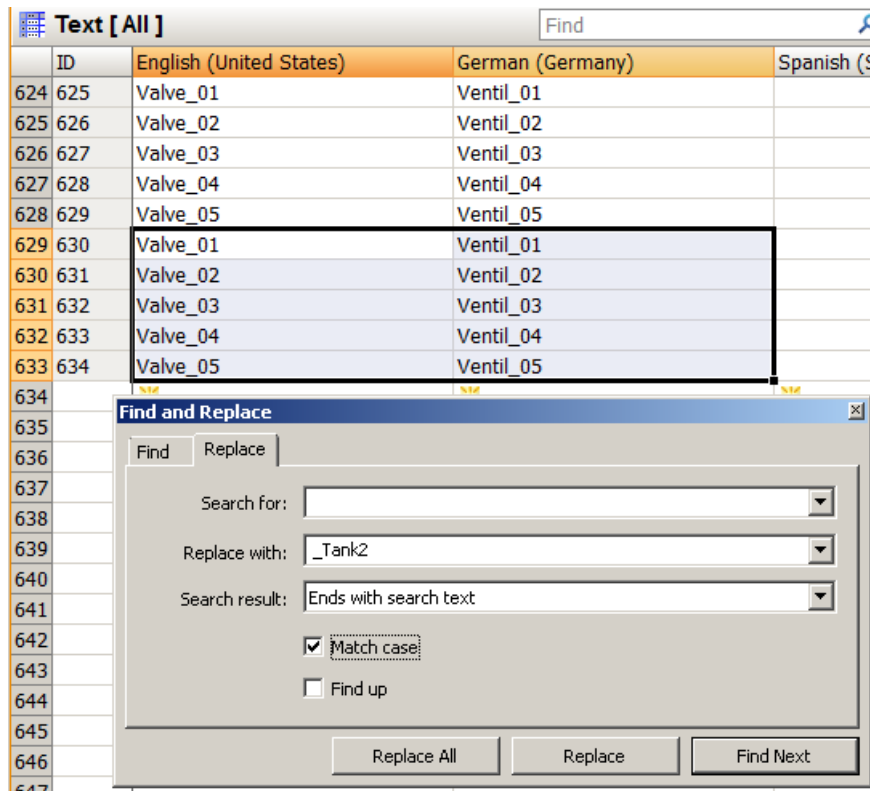 Text [ All ] Find
ID English (United States) German (Germany) Spanish (S
624 625 Valve_01 Ventil_01
625 626 Valve_02 Ventil_02
626 627 Valve_03 Ventil_03
627 628 Valve_04 Ventil_04
628 629 Valve_05 Ventil_05
629 630 Valve_01 Ventil_01
630 631 Valve_02 Ventil_02
631 632 Valve_03 Ventil_03
632 633 Valve_04 Ventil_04
633 634 Valve_05 Ventil_05
634
Find and Replace
635
Find Replace
636
637
Search for:
638
639
Replace with: _Tank2
640
Search result: Ends with search text
641
642
Match case
643
Find up
644
645
Replace All Replace Find Next
646
647